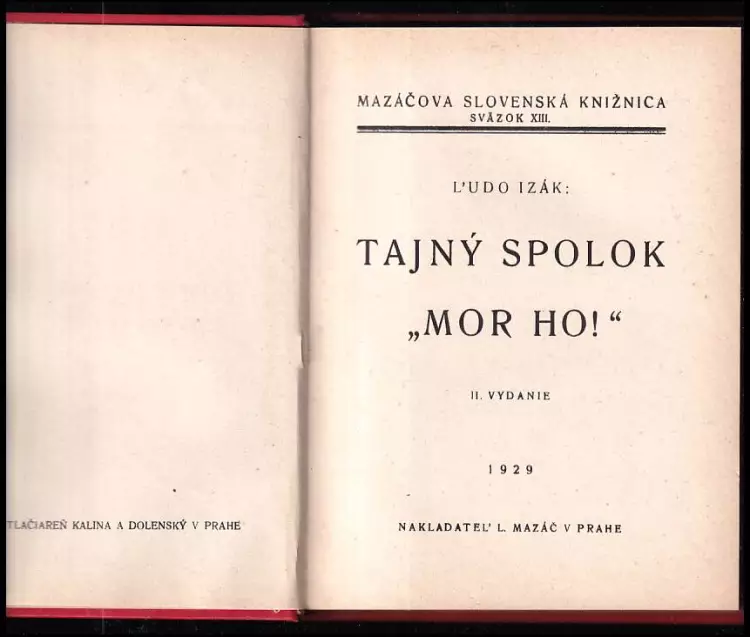 TLAČIAREŇ KALINA A DOLENSKÝ V PRAHE
MAZÁČOVA SLOVENSKÁ KNIŽNICA
SVÄZOK XIII.
ĽUDO IZÁK:
TAJNÝ SPOLOK
„MOR HO!“
II. VYDANIE
1929
NAKLADATEĽ L. MAZÁČ V PRAHE